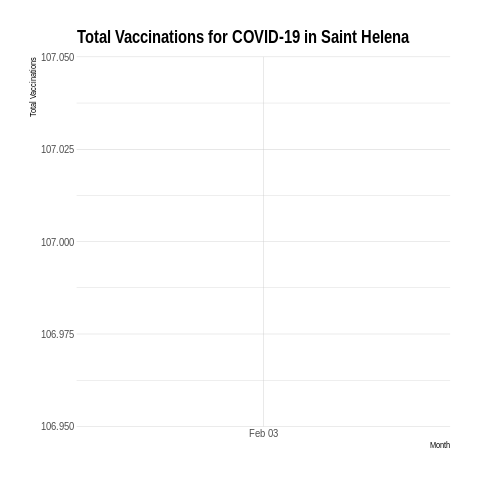 Total Vaccinations for COVID-19 in Saint Helena
Total Vaccinations
107.050
107.025
107.000
106.975
106.950
Feb 03
Month